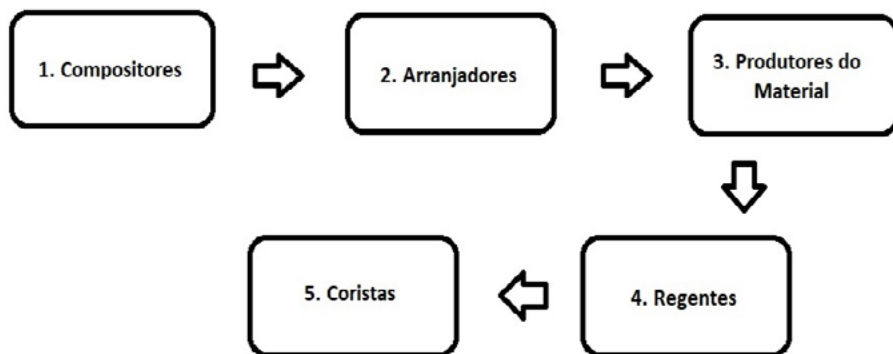 1. Compositores
2. Arranjadores
3. Produtores do
Material
4. Regentes
5. Coristas